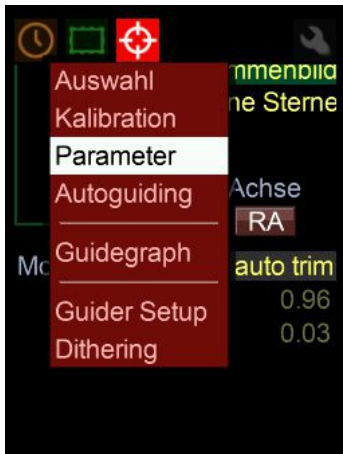 Auswahl
mmenbild
Kalibration
ne Sterne
Parameter
Autoguiding
Achse
RA
Guidegraph
auto trim
Guider Setup
0.96
Dithering
0.03